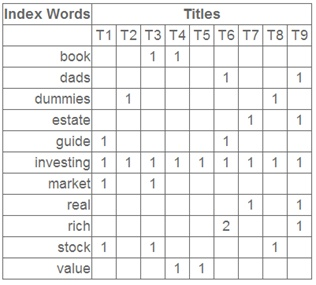 Index Words Titles
T1 T2 T3 T4 T5 T6 T7 T8 T9
book 1 1
dads 1 1
dummies 1 1
estate 1 1
guide 1 1
investing 1 1 1 1 1 1 1 1 1
market 1 1
real 1 1
rich 2 1
stock 1 1 1
value 1 1